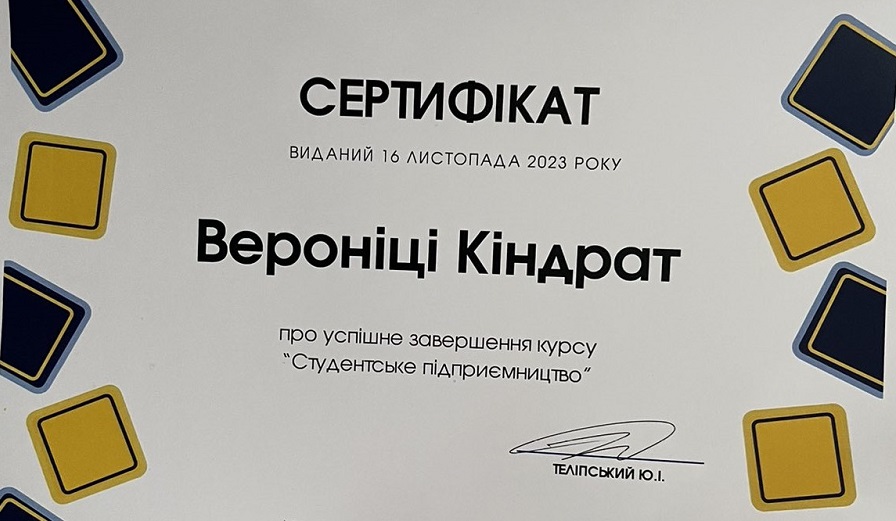 СЕРТИФІКАТ
ВИДАНИЙ 16 ЛИСТОПАДА 2023 РОКУ
Вероніці Кіндрат
про успішне завершення курсу
“Студентське підприємництво”
ТЕЛІПСЬКИЙ Ю.І.